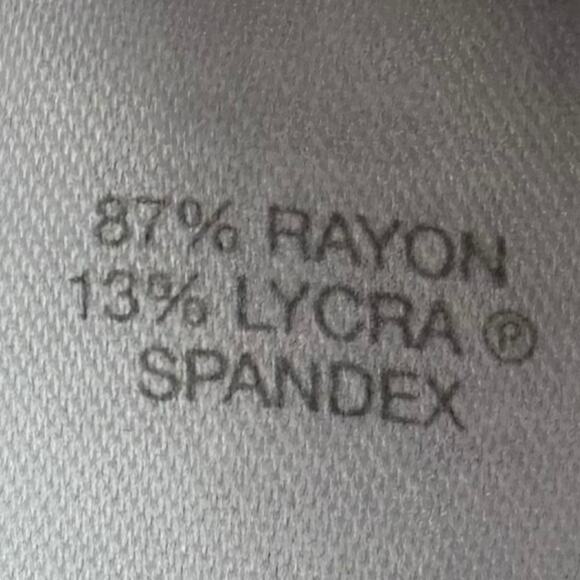 87% RAYON
13% LYCRA ®
SPANDEX